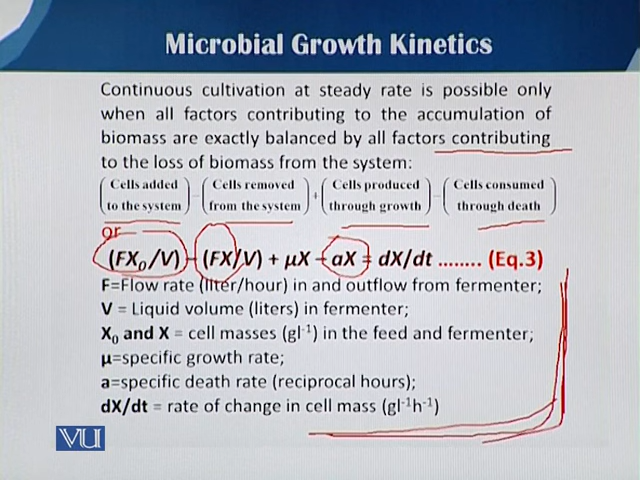 Microbial Growth Kinetics
Continuous cultivation at steady rate is possible only
when all factors contributing to the accumulation of
biomass are exactly balanced by all factors contributing
to the loss of biomass from the system:
(Cells added to the system) – (Cells removed from the system) + (Cells produced through growth) – (Cells consumed through death)
or
(FX₀/V) – (FX/V) + µX – aX = dX/dt ........ (Eq.3)
F=Flow rate (liter/hour) in and outflow from fermenter;
V = Liquid volume (liters) in fermenter;
X₀ and X = cell masses (gl⁻¹) in the feed and fermenter;
µ=specific growth rate;
a=specific death rate (reciprocal hours);
dX/dt = rate of change in cell mass (gl⁻¹h⁻¹)
VU